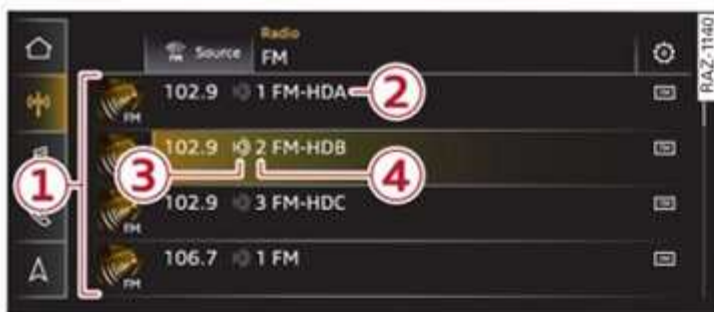 Radio
Source FM
RAZ-1140
102.9 1 FM-HDA
2
FM
102.9 2 FM-HDB
1
3
4
102.9 3 FM-HDC
FM
106.7 1 FM
FM